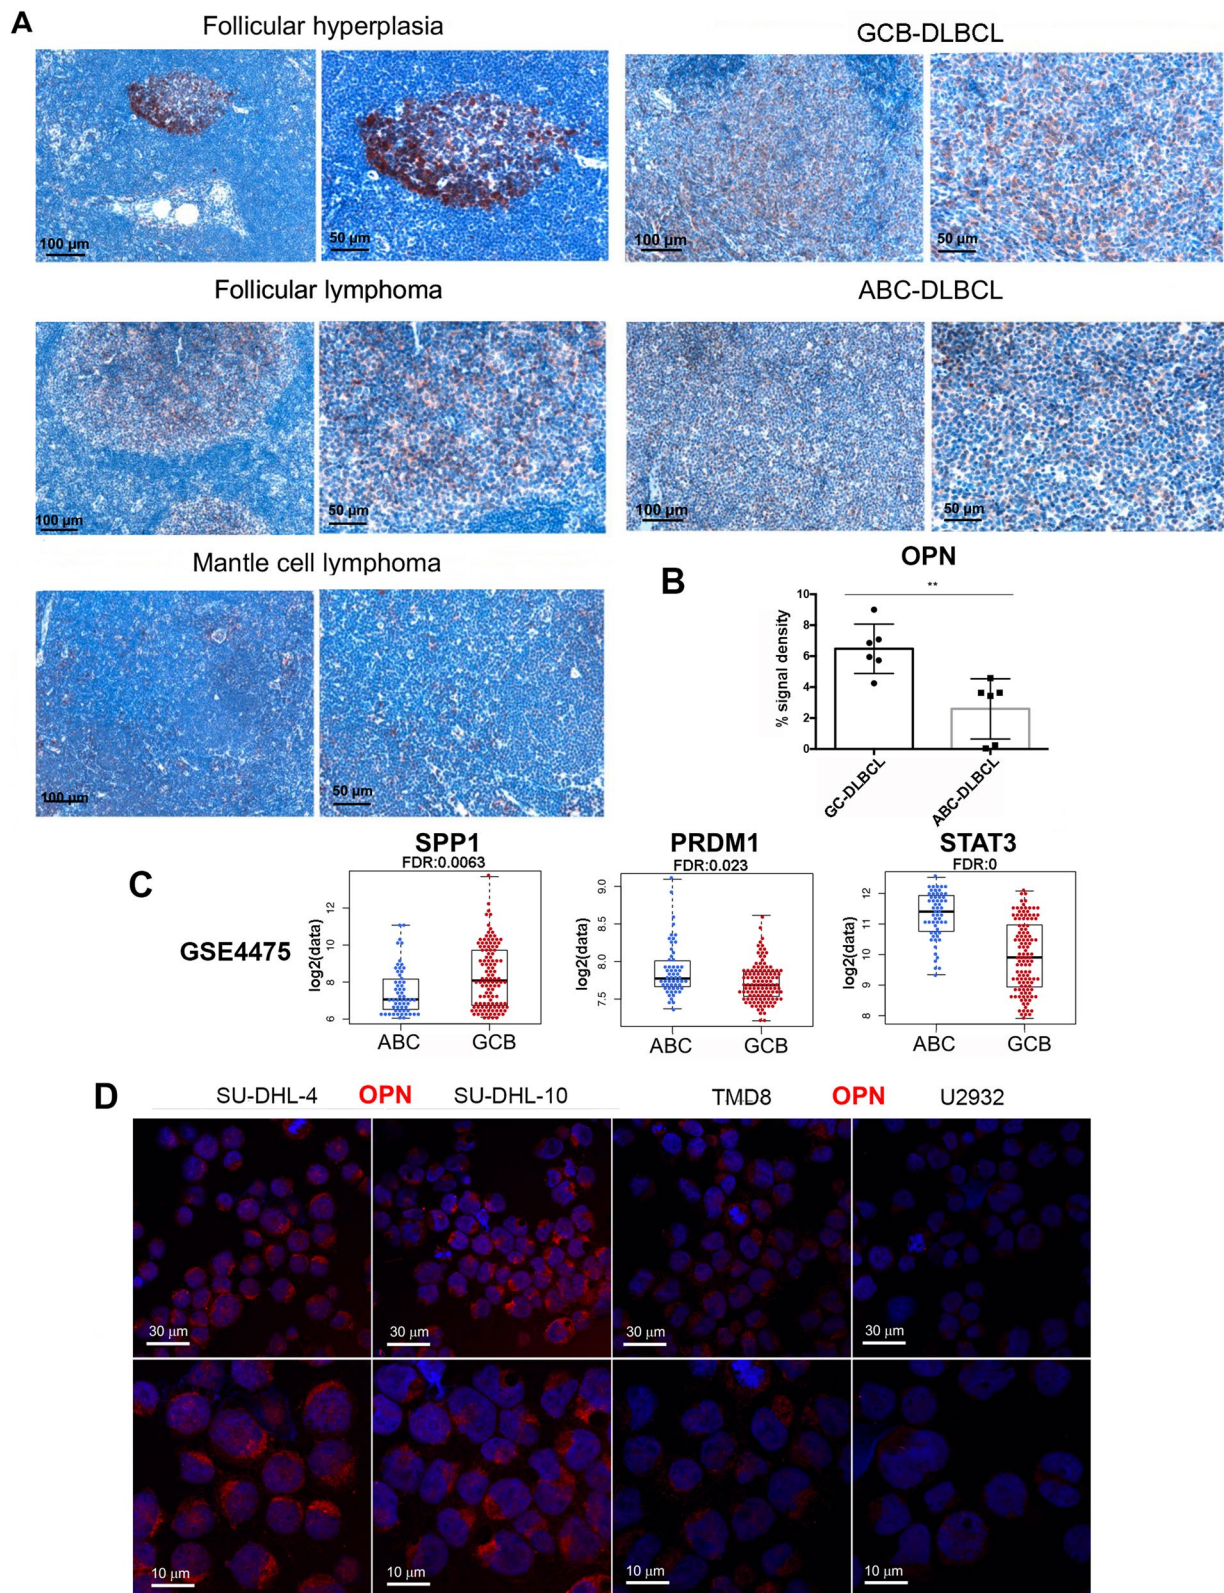 A
Follicular hyperplasia
GCB-DLBCL
100 µm
50 µm
100 µm
50 µm
Follicular lymphoma
ABC-DLBCL
100 µm
50 µm
100 µm
50 µm
Mantle cell lymphoma
100 µm
50 µm
B
OPN
**
% signal density
10
8
6
4
2
0
GC-DLBCL
ABC-DLBCL
C
GSE4475
SPP1
FDR:0.0063
log2(data)
12
10
8
6
ABC
GCB
PRDM1
FDR:0.023
log2(data)
9.0
8.5
8.0
7.5
ABC
GCB
STAT3
FDR:0
log2(data)
12
11
10
9
8
ABC
GCB
D
SU-DHL-4 OPN SU-DHL-10 TMD8 OPN U2932
30 µm
30 µm
30 µm
30 µm
10 µm
10 µm
10 µm
10 µm